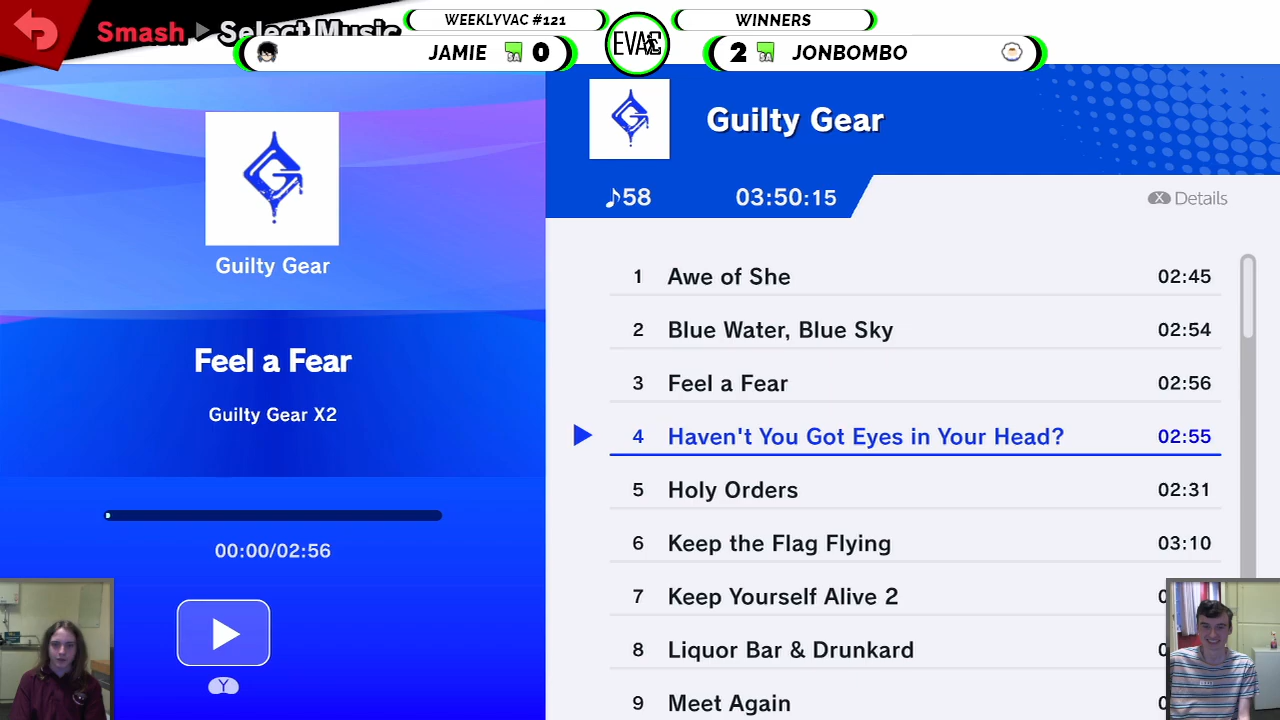 WEEKLYVAC #121
WINNERS
Smash ▶ Select Music
JAMIE SA 0
EVAC
2 SA JONBOMBO
Guilty Gear
♪58 03:50:15
X Details
Guilty Gear
Feel a Fear
Guilty Gear X2
00:00/02:56
Y
1 Awe of She 02:45
2 Blue Water, Blue Sky 02:54
3 Feel a Fear 02:56
4 Haven't You Got Eyes in Your Head? 02:55
5 Holy Orders 02:31
6 Keep the Flag Flying 03:10
7 Keep Yourself Alive 2
8 Liquor Bar & Drunkard
9 Meet Again